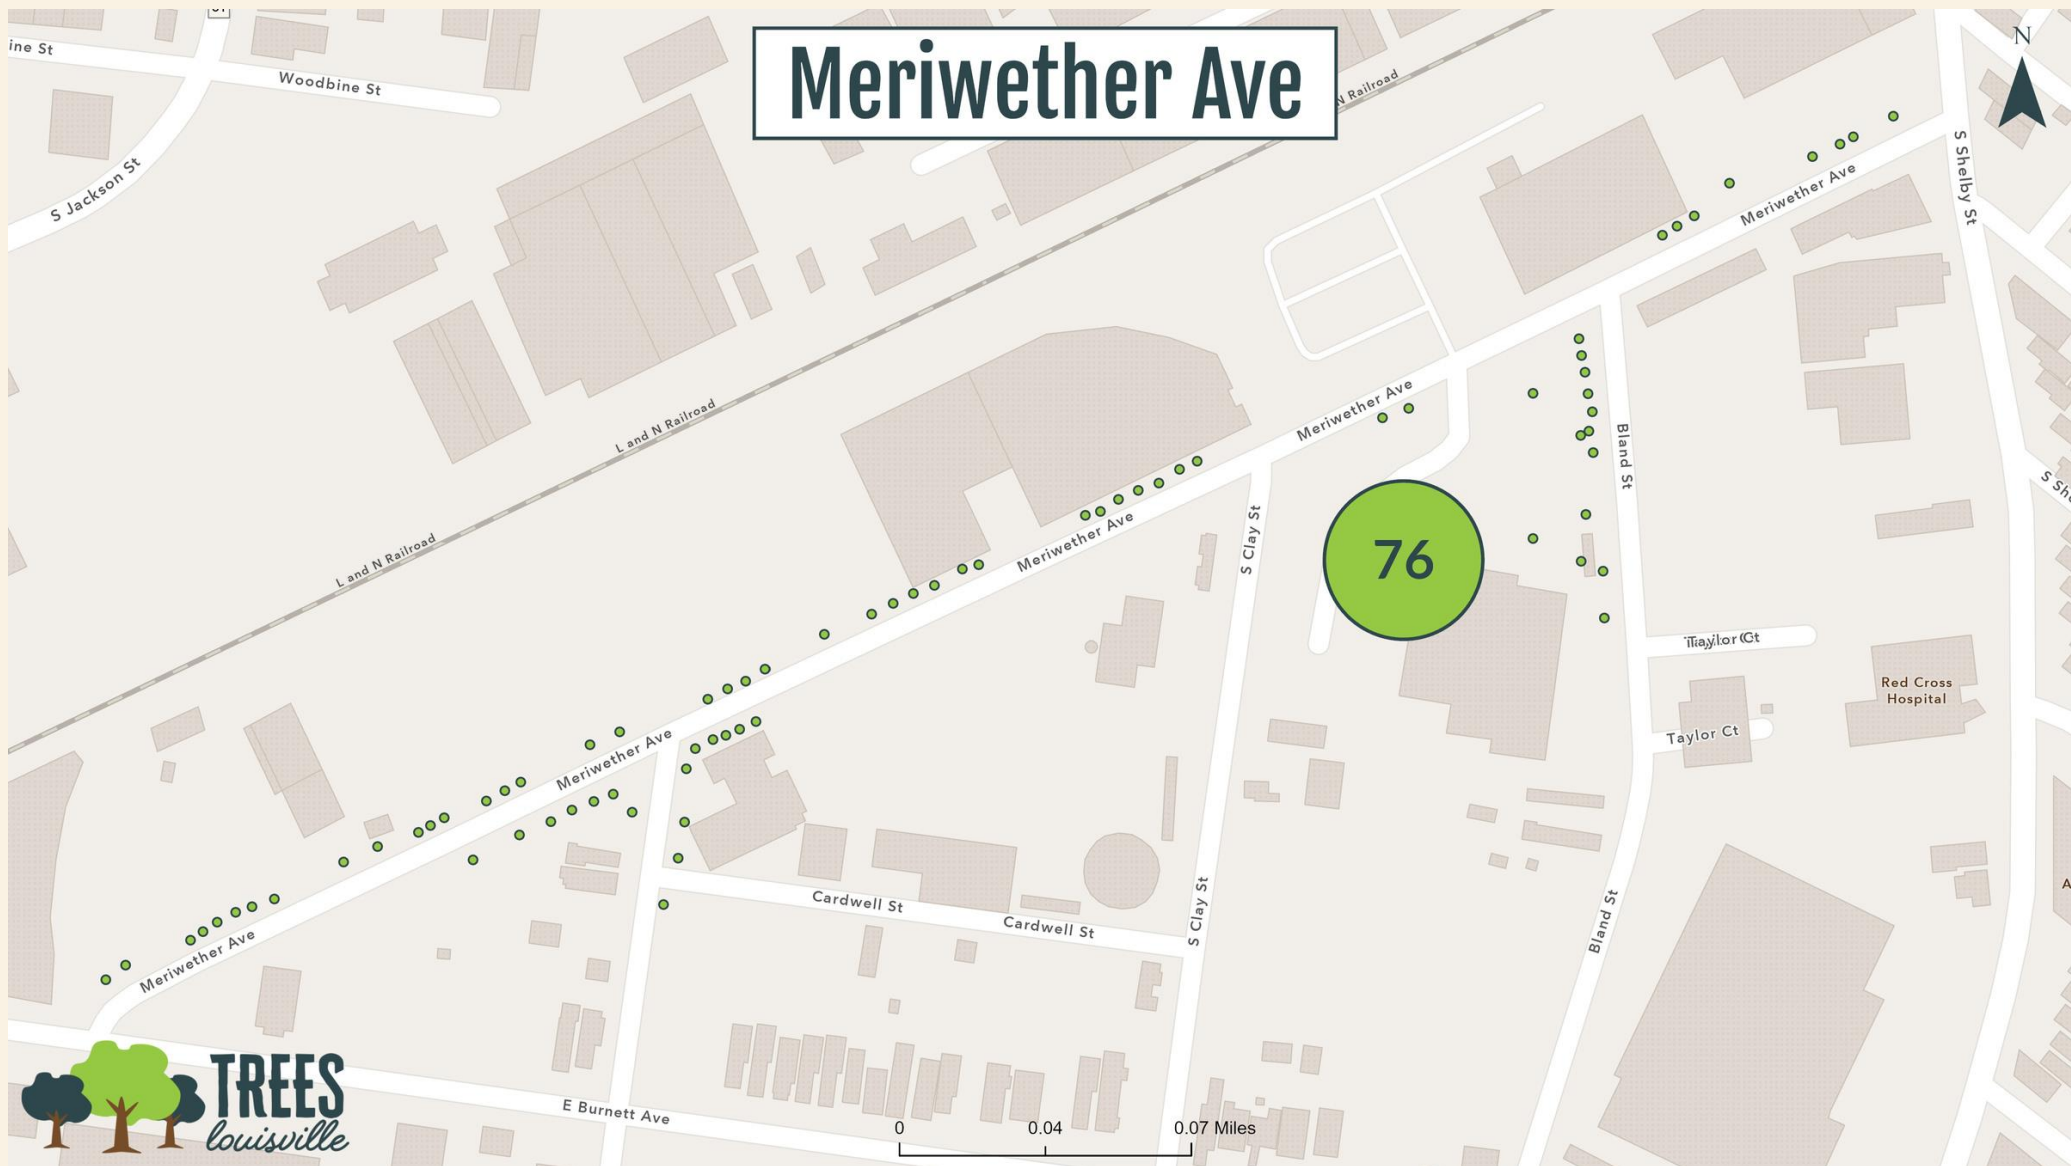 Meriwether Ave
N
ine St
Woodbine St
S Jackson St
N Railroad
S Shelby St
Meriwether Ave
L and N Railroad
Meriwether Ave
Bland St
S Sh
L and N Railroad
Meriwether Ave
S Clay St
76
Taylor Ct
Red Cross
Hospital
Taylor Ct
Meriwether Ave
Cardwell St
Cardwell St
S Clay St
Bland St
A
Meriwether Ave
E Burnett Ave
TREES
louisville
0 0.04 0.07 Miles